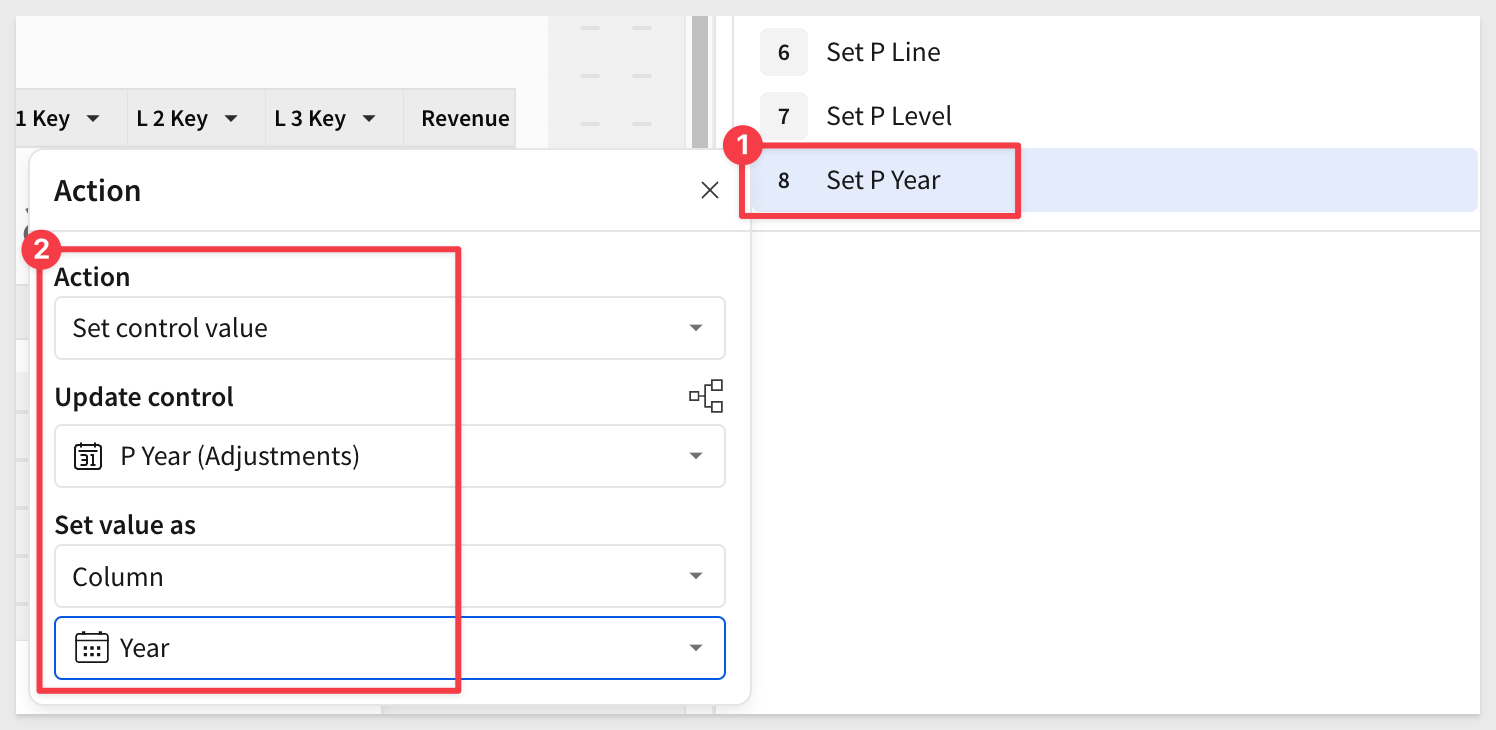 6 Set P Line
7 Set P Level
1 Key L 2 Key L 3 Key Revenue
1
8 Set P Year
Action
2
Action
Set control value
Update control
31 P Year (Adjustments)
Set value as
Column
Year